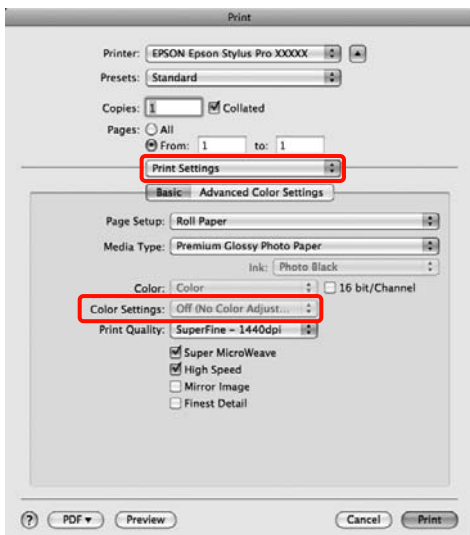 Print
Printer: EPSON Epson Stylus Pro XXXXX
Presets: Standard
Copies: 1 Collated
Pages: All
From: 1 to: 1
Print Settings
Basic Advanced Color Settings
Page Setup: Roll Paper
Media Type: Premium Glossy Photo Paper
Ink: Photo Black
Color: Color 16 bit/Channel
Color Settings: Off (No Color Adjust...
Print Quality: SuperFine - 1440dpi
Super MicroWeave
High Speed
Mirror Image
Finest Detail
? PDF Preview Cancel Print